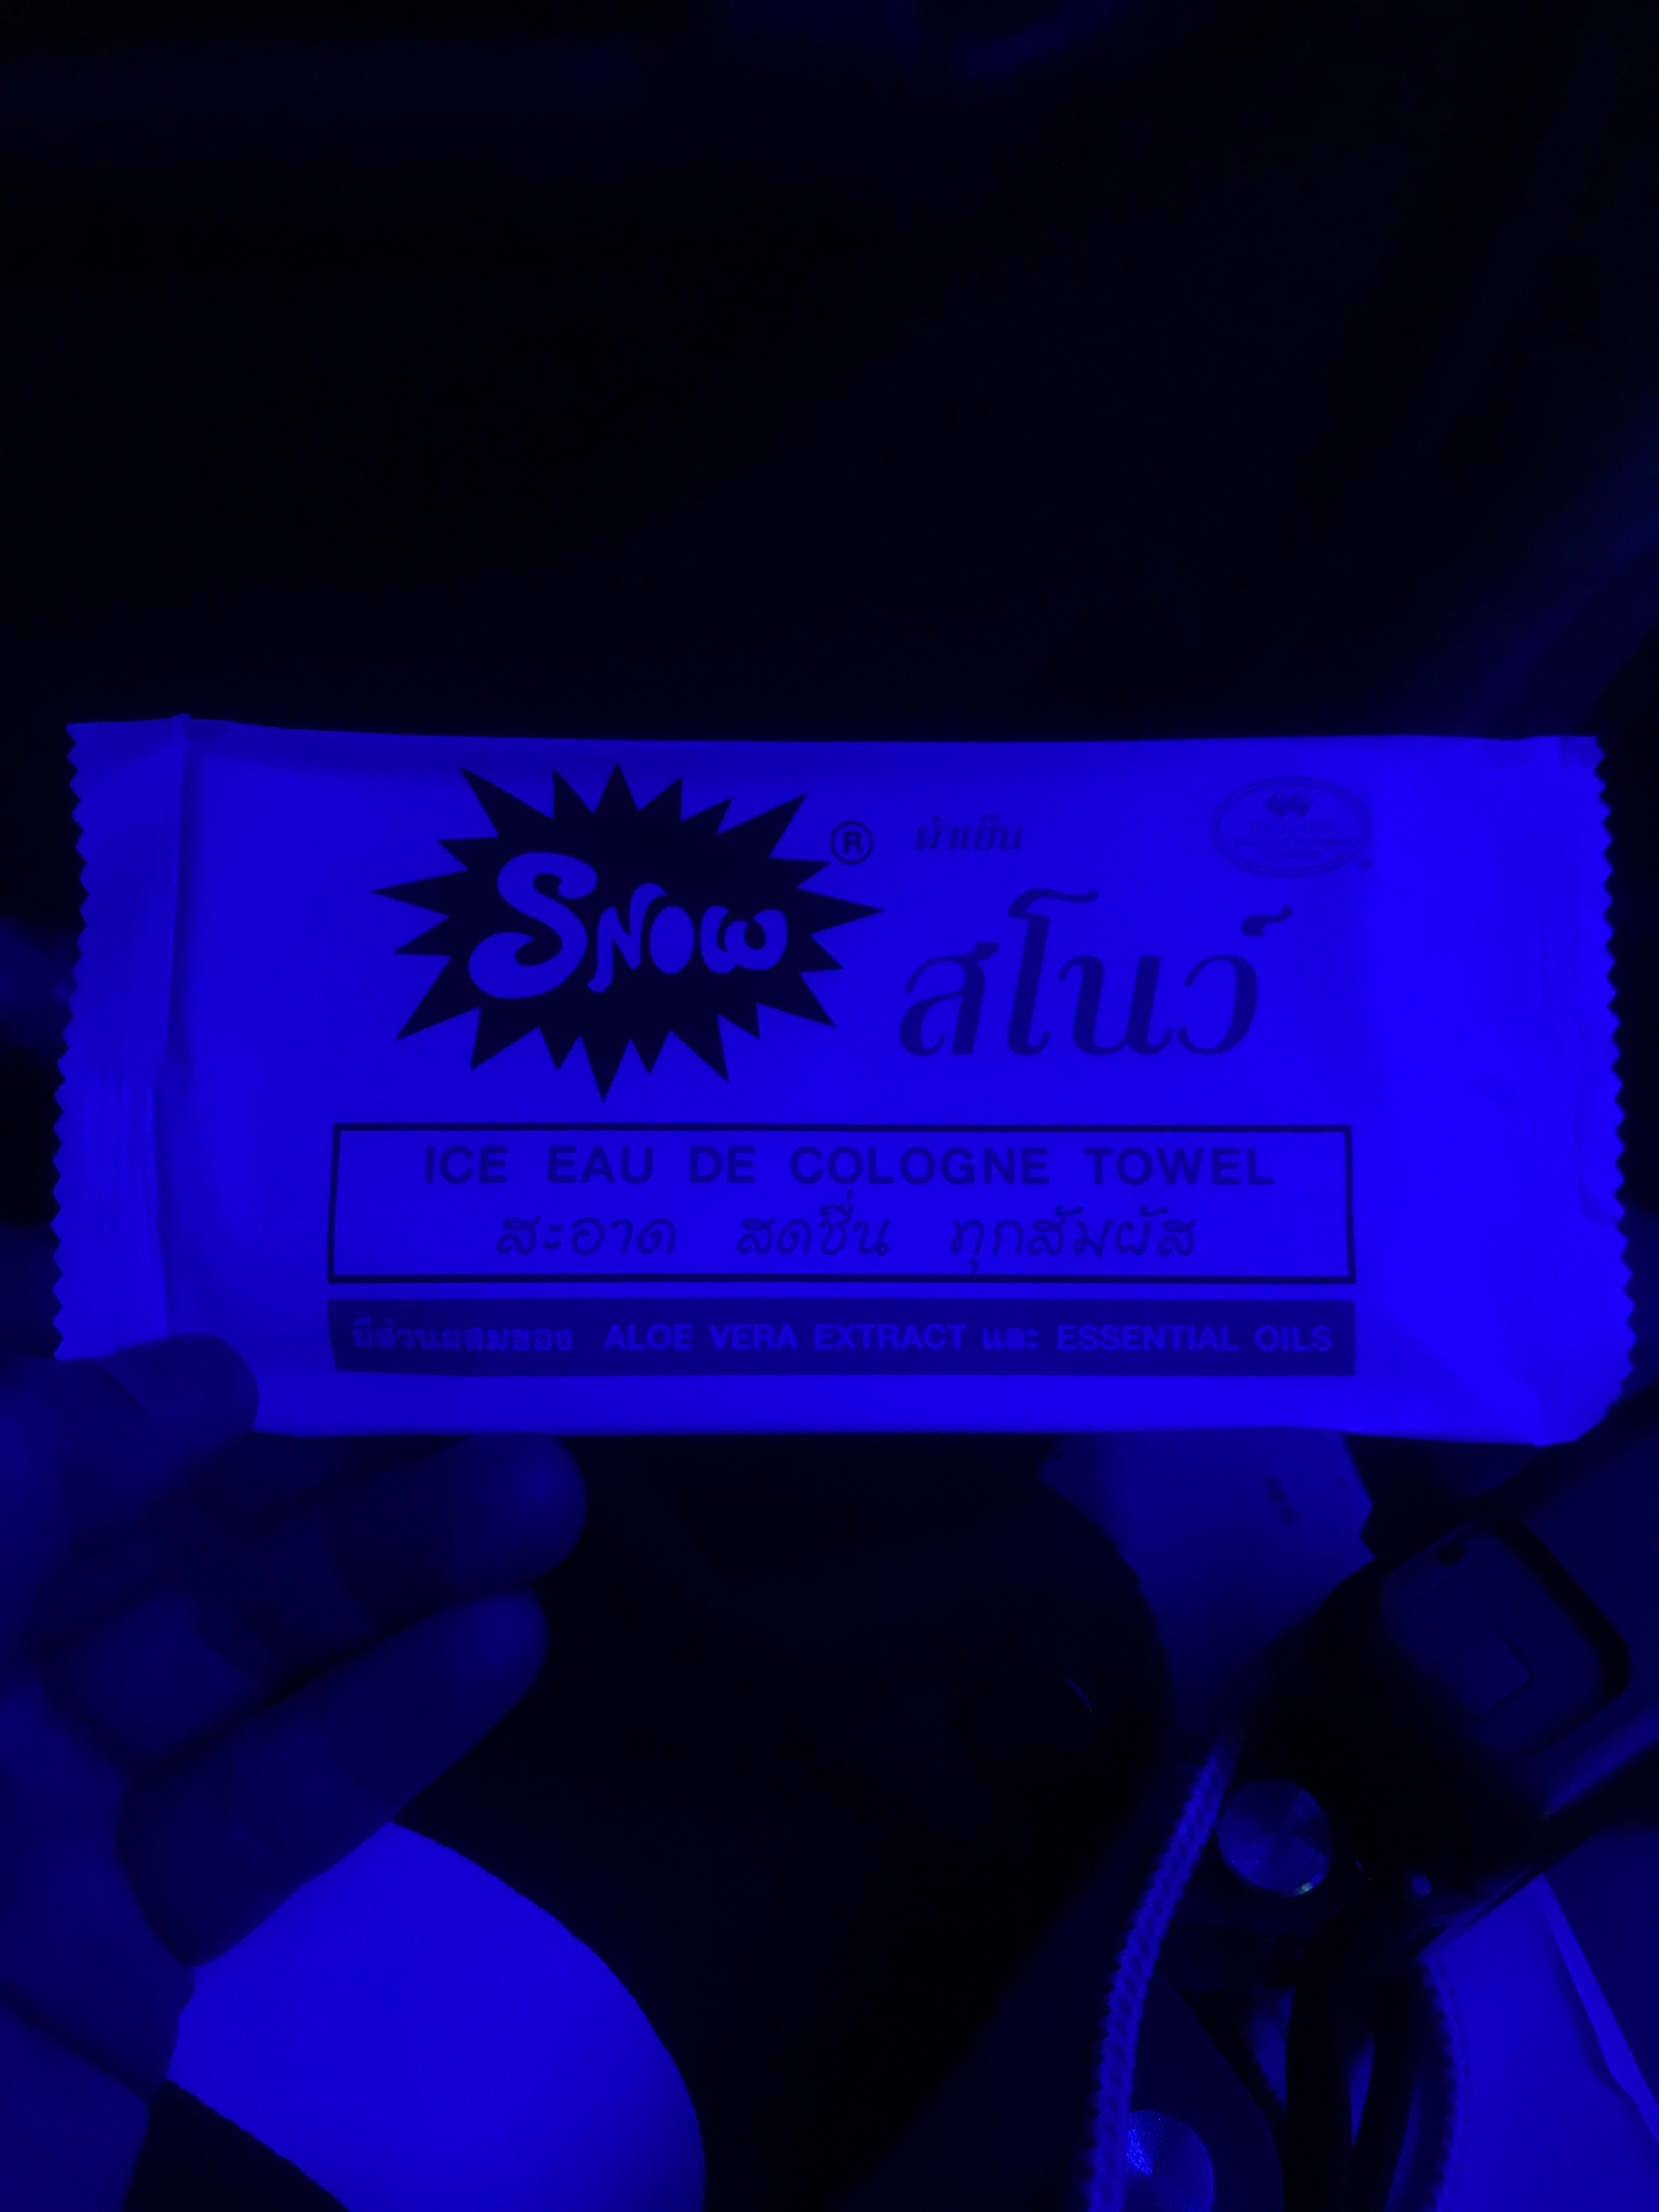 SNOW ®
ผ้าเย็น
สโนว์
ICE EAU DE COLOGNE TOWEL
สะอาด สดชื่น ทุกสัมผัส
มีส่วนผสมของ ALOE VERA EXTRACT และ ESSENTIAL OILS